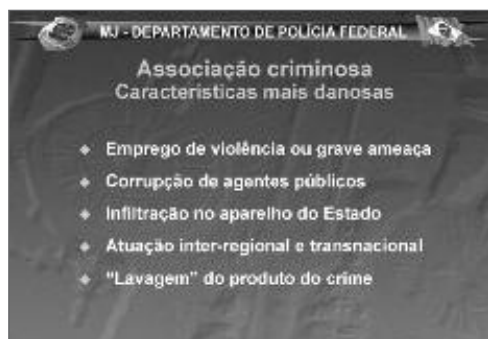 MJ - DEPARTAMENTO DE POLÍCIA FEDERAL
Associação criminosa
Características mais danosas
Emprego de violência ou grave ameaça
Corrupção de agentes públicos
Infiltração no aparelho do Estado
Atuação inter-regional e transnacional
"Lavagem" do produto do crime